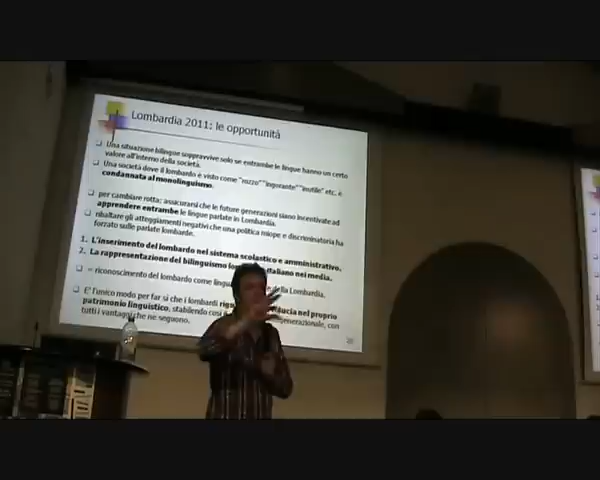 Lombardia 2011: le opportunità
Una situazione bilingue sopravvive solo se entrambe le lingue hanno un certo
valore all'interno della società.
Una società dove il lombardo è visto come "rozzo" "ignorante" "inutile" etc. è
condannata al monolinguismo.
per cambiare rotta: assicurarsi che le future generazioni siano incentivate ad
apprendere entrambe le lingue parlate in Lombardia.
ribaltare gli atteggiamenti negativi che una politica miope e discriminatoria ha
forzato sulle parlate lombarde.
1. L'inserimento del lombardo nel sistema scolastico e amministrativo.
2. La rappresentazione del bilinguismo italiano nei media.
= riconoscimento del lombardo come della Lombardia.
E' l'unico modo per far sì che i lombardi nel proprio
patrimonio linguistico, stabilendo così generazionale, con
tutti i vantaggi che ne seguono.